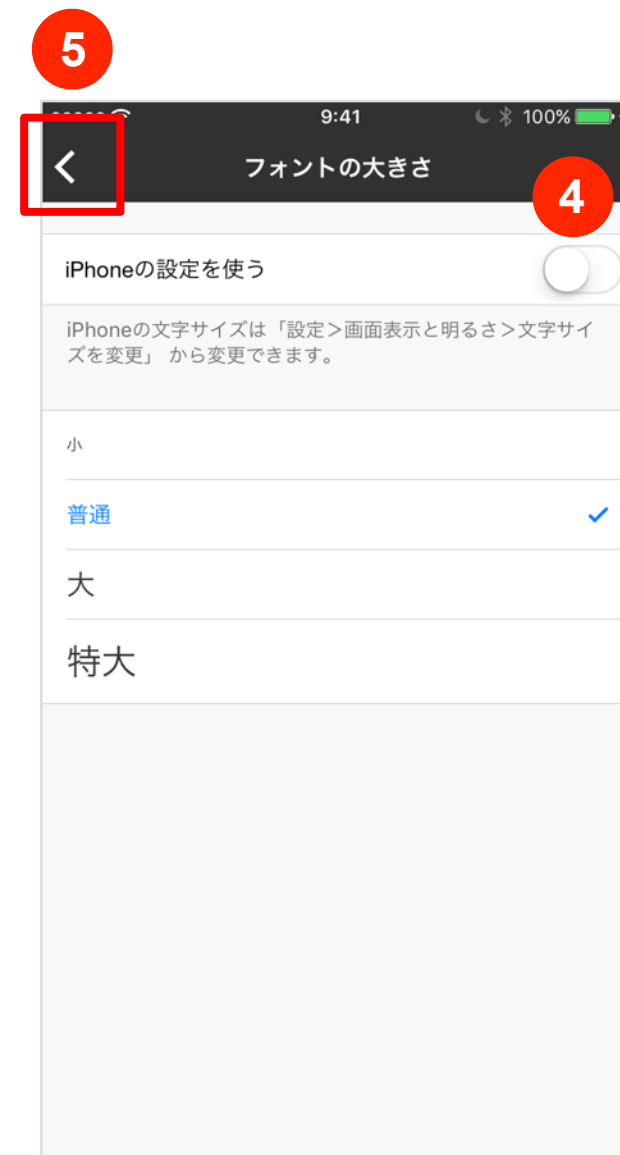 5
9:41 100%
フォントの大きさ
4
iPhoneの設定を使う
iPhoneの文字サイズは「設定>画面表示と明るさ>文字サイ
ズを変更」 から変更できます。
小
普通
大
特大